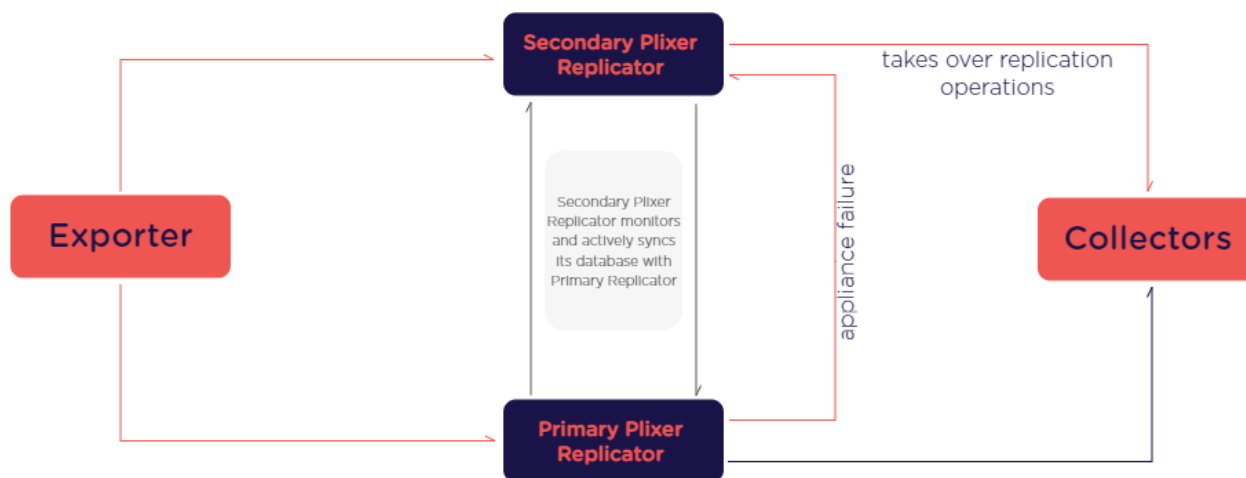 Secondary Plixer
Replicator
takes over replication
operations
Secondary Plixer
Replicator monitors
and actively syncs
its database with
Primary Replicator
appliance failure
Exporter
Collectors
Primary Plixer
Replicator